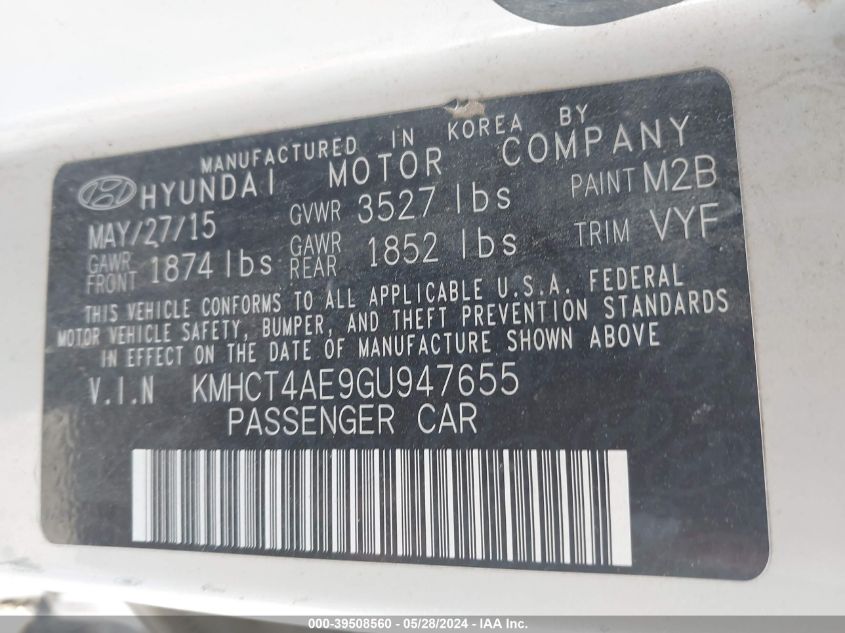 MANUFACTURED IN KOREA BY
HYUNDAI MOTOR COMPANY
MAY/27/15 GVWR 3527 lbs PAINT M2B
GAWR FRONT 1874 lbs GAWR REAR 1852 lbs TRIM VYF
THIS VEHICLE CONFORMS TO ALL APPLICABLE U.S.A. FEDERAL
MOTOR VEHICLE SAFETY, BUMPER, AND THEFT PREVENTION STANDARDS
IN EFFECT ON THE DATE OF MANUFACTURE SHOWN ABOVE
V.I.N KMHCT4AE9GU947655
PASSENGER CAR
000-39508560 - 05/28/2024 - IAA Inc.